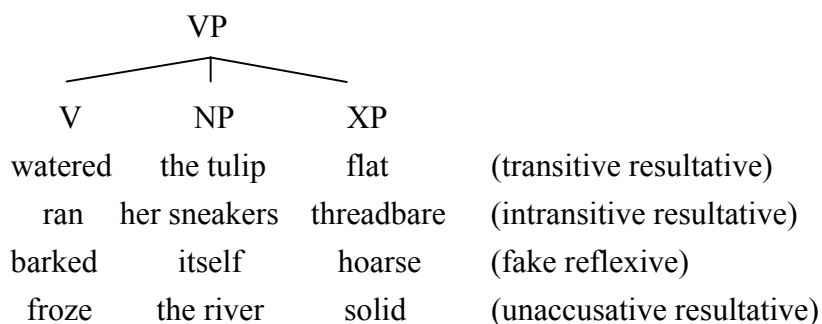 VP
V NP XP
watered the tulip flat (transitive resultative)
ran her sneakers threadbare (intransitive resultative)
barked itself hoarse (fake reflexive)
froze the river solid (unaccusative resultative)